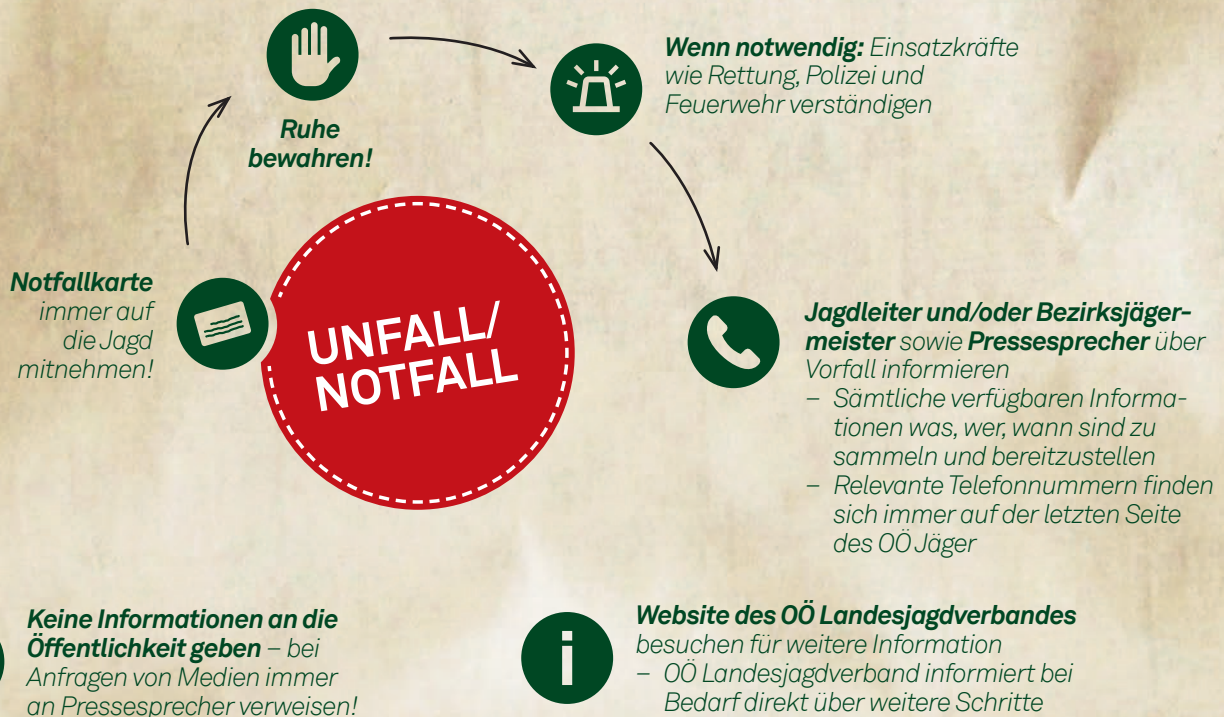 Notfallkarte
immer auf
die Jagd
mitnehmen!
Ruhe
bewahren!
Wenn notwendig: Einsatzkräfte
wie Rettung, Polizei und
Feuerwehr verständigen
UNFALL/
NOTFALL
Jagdleiter und/oder Bezirksjäger-
meister sowie Pressesprecher über
Vorfall informieren
– Sämtliche verfügbaren Informa-
tionen was, wer, wann sind zu
sammeln und bereitzustellen
– Relevante Telefonnummern finden
sich immer auf der letzten Seite
des OÖ Jäger
Keine Informationen an die
Öffentlichkeit geben – bei
Anfragen von Medien immer
an Pressesprecher verweisen!
i
Website des OÖ Landesjagdverbandes
besuchen für weitere Information
– OÖ Landesjagdverband informiert bei
Bedarf direkt über weitere Schritte